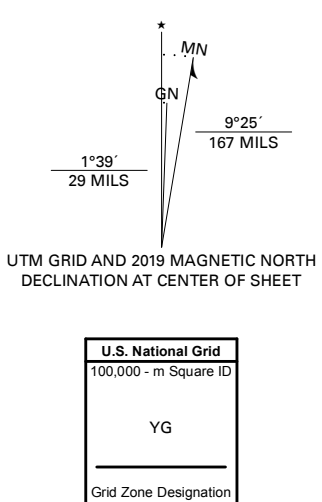 ★
MN
GN
9°25´
167 MILS
1°39´
29 MILS
UTM GRID AND 2019 MAGNETIC NORTH
DECLINATION AT CENTER OF SHEET
U.S. National Grid
100,000 - m Square ID
YG
Grid Zone Designation